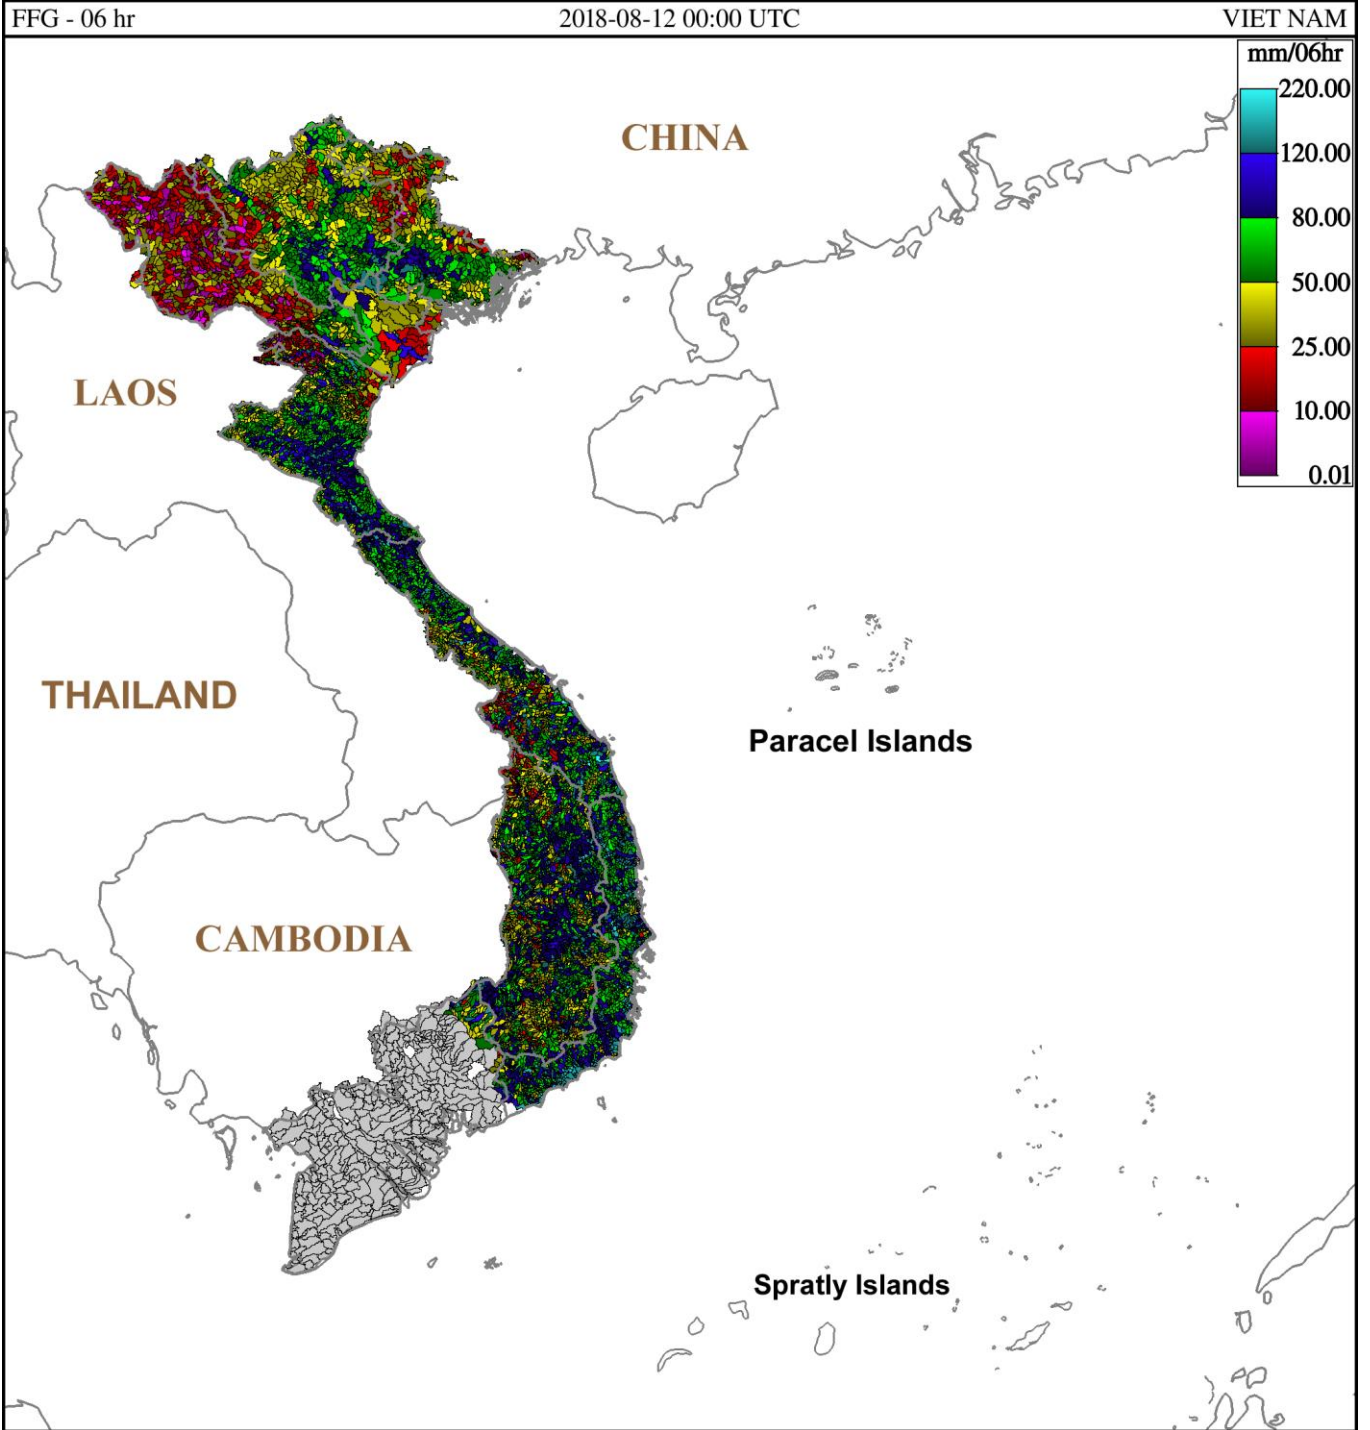 FFG - 06 hr
2018-08-12 00:00 UTC
VIET NAM
mm/06hr
220.00
120.00
80.00
50.00
25.00
10.00
0.01
CHINA
LAOS
THAILAND
Paracel Islands
CAMBODIA
Spratly Islands